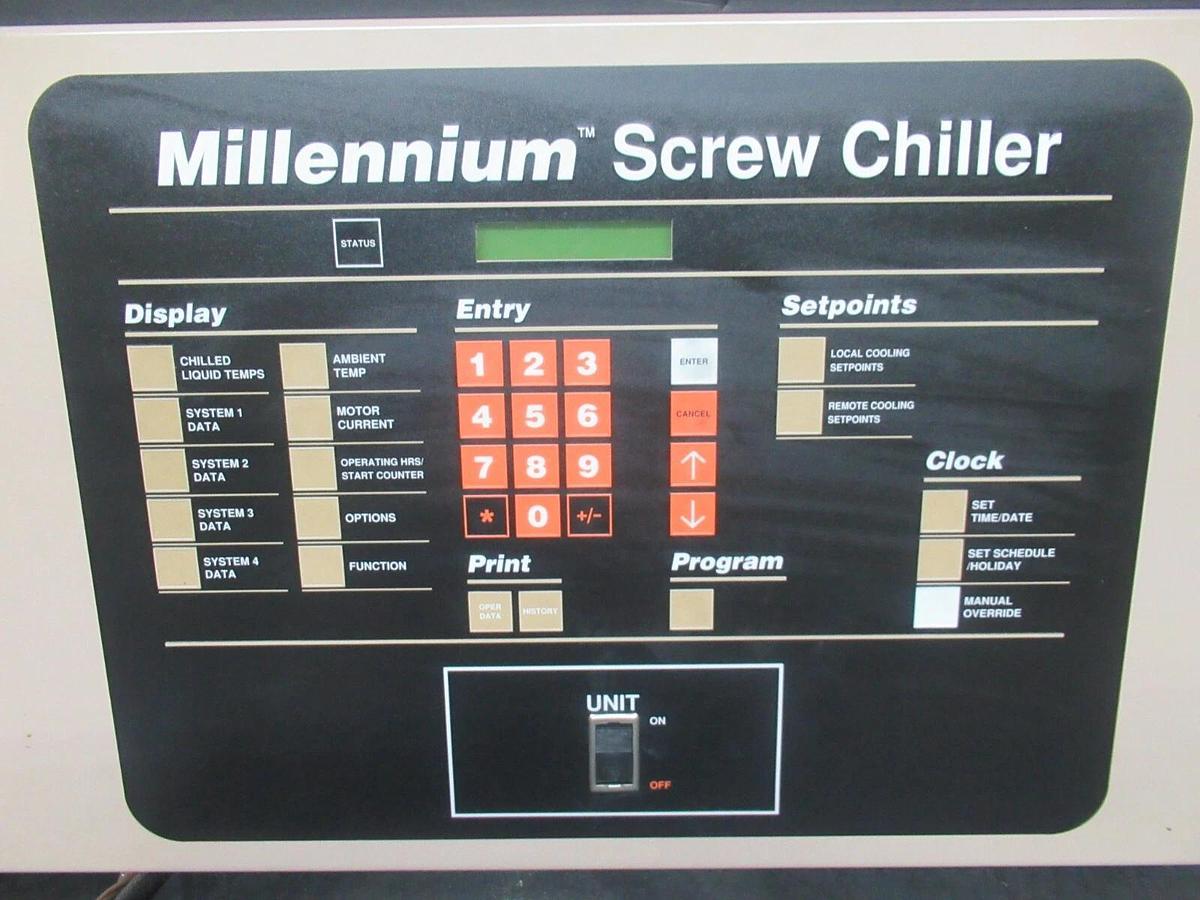 Millennium™ Screw Chiller
STATUS
Display
CHILLED
LIQUID TEMPS
AMBIENT
TEMP
SYSTEM 1
DATA
MOTOR
CURRENT
SYSTEM 2
DATA
OPERATING HRS/
START COUNTER
SYSTEM 3
DATA
OPTIONS
SYSTEM 4
DATA
FUNCTION
Entry
1 2 3
4 5 6
7 8 9
* 0 +/-
ENTER
CANCEL
↑
↓
Print
OPER
DATA
HISTORY
Program
Setpoints
LOCAL COOLING
SETPOINTS
REMOTE COOLING
SETPOINTS
Clock
SET
TIME/DATE
SET SCHEDULE
/HOLIDAY
MANUAL
OVERRIDE
UNIT
ON
OFF